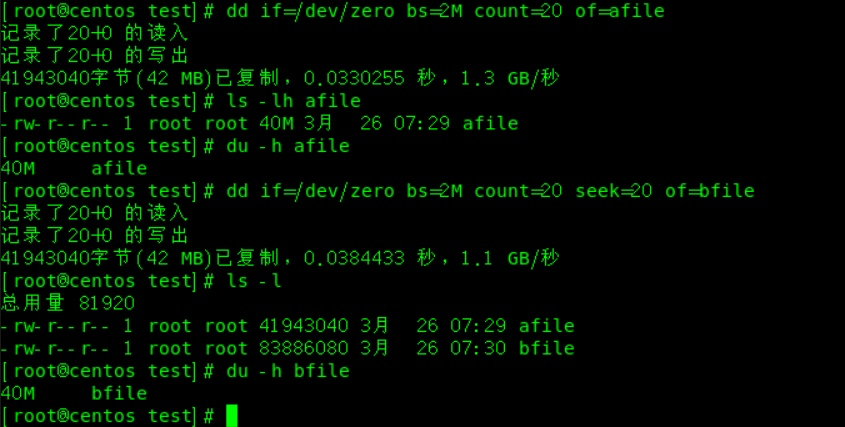 [root@centos test]# dd if=/dev/zero bs=2M count=20 of=afile
记录了20+0 的读入
记录了20+0 的写出
41943040字节(42 MB)已复制，0.0330255 秒，1.3 GB/秒
[root@centos test]# ls -lh afile
-rw-r--r-- 1 root root 40M 3月  26 07:29 afile
[root@centos test]# du -h afile
40M     afile
[root@centos test]# dd if=/dev/zero bs=2M count=20 seek=20 of=bfile
记录了20+0 的读入
记录了20+0 的写出
41943040字节(42 MB)已复制，0.0384433 秒，1.1 GB/秒
[root@centos test]# ls -l
总用量 81920
-rw-r--r-- 1 root root 41943040 3月  26 07:29 afile
-rw-r--r-- 1 root root 83886080 3月  26 07:30 bfile
[root@centos test]# du -h bfile
40M     bfile
[root@centos test]#